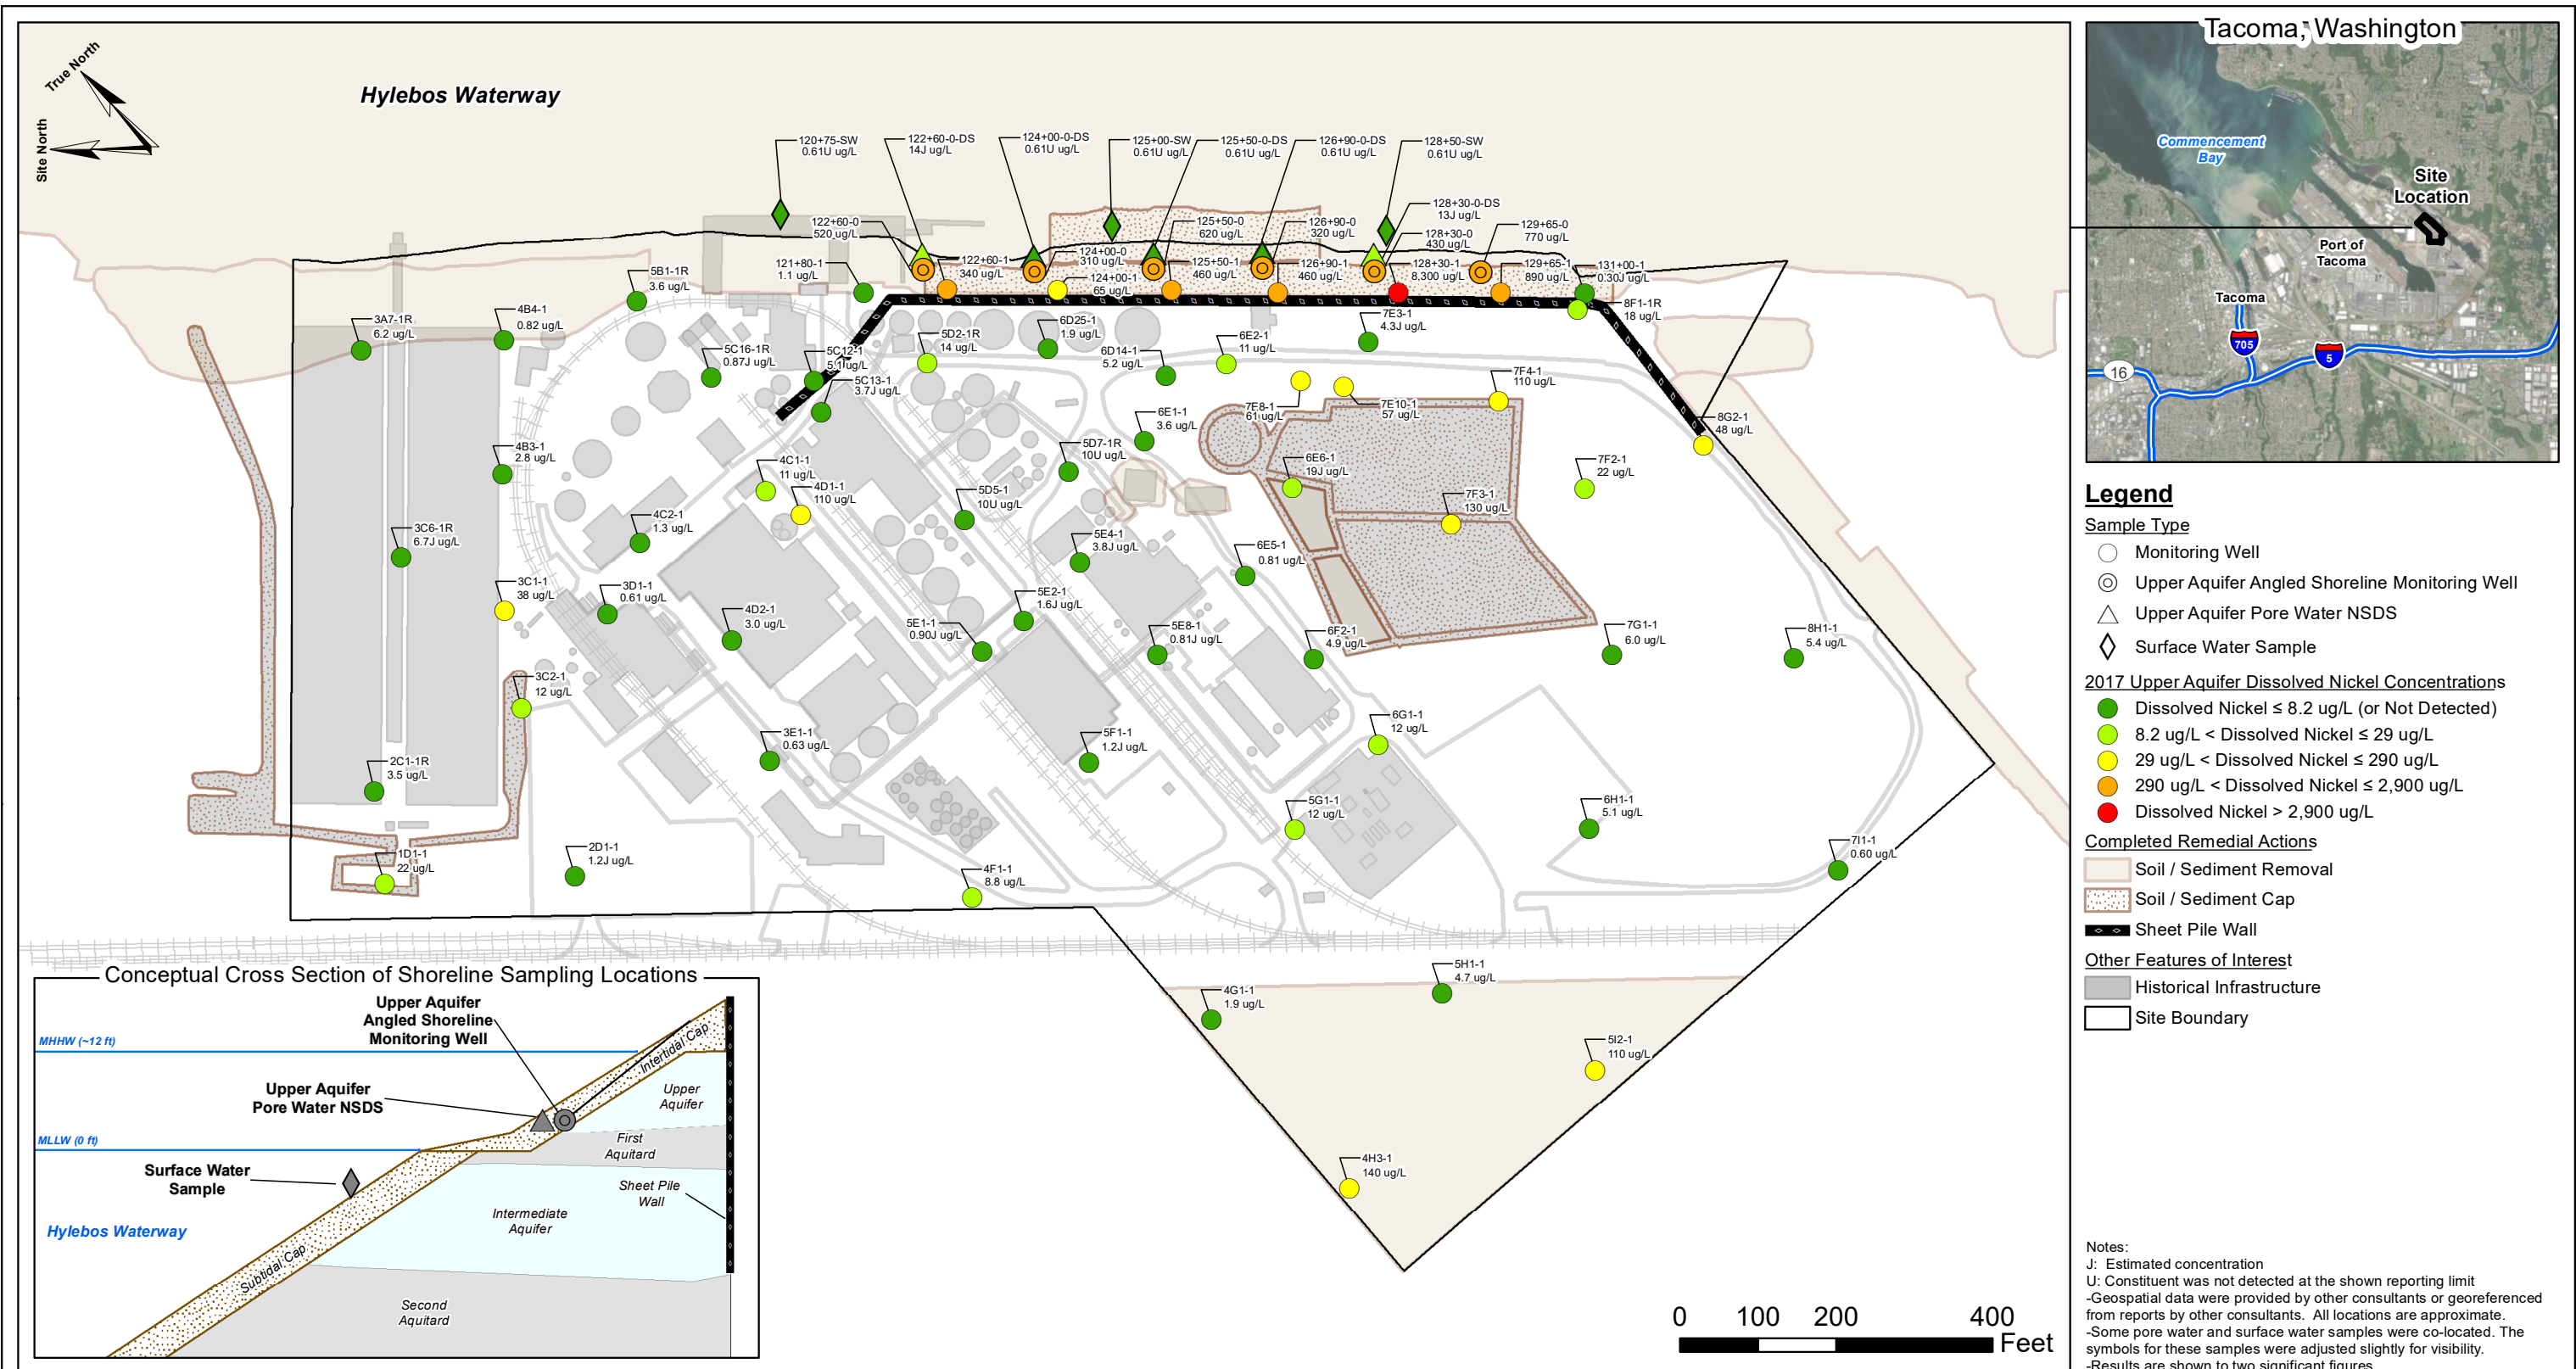 True North
Site North
Hylebos Waterway
120+75-SW
0.61U ug/L
122+60-0-DS
14J ug/L
124+00-0-DS
0.61U ug/L
125+00-SW
0.61U ug/L
125+50-0-DS
0.61U ug/L
126+90-0-DS
0.61U ug/L
128+50-SW
0.61U ug/L
128+30-0-DS
13J ug/L
122+60-0
520 ug/L
125+50-0
620 ug/L
126+90-0
320 ug/L
128+30-0
430 ug/L
129+65-0
770 ug/L
121+80-1
1.1 ug/L
122+60-1
340 ug/L
124+00-0
310 ug/L
124+00-1
65 ug/L
125+50-1
460 ug/L
126+90-1
460 ug/L
128+30-1
8,300 ug/L
129+65-1
890 ug/L
131+00-1
0.30J ug/L
8F1-1R
18 ug/L
5B1-1R
3.6 ug/L
4B4-1
0.82 ug/L
3A7-1R
6.2 ug/L
5C16-1R
0.87J ug/L
5C12-1
5.1J ug/L
5C13-1
3.7J ug/L
5D2-1R
14 ug/L
6D25-1
1.9 ug/L
6D14-1
5.2 ug/L
6E2-1
11 ug/L
7E3-1
4.3J ug/L
7E8-1
61 ug/L
7E10-1
57 ug/L
7F4-1
110 ug/L
8G2-1
48 ug/L
4B3-1
2.8 ug/L
4C1-1
11 ug/L
4D1-1
110 ug/L
5D7-1R
10U ug/L
6E1-1
3.6 ug/L
6E6-1
19J ug/L
7F2-1
22 ug/L
7F3-1
130 ug/L
5D5-1
10U ug/L
3C6-1R
6.7J ug/L
4C2-1
1.3 ug/L
5E4-1
3.8J ug/L
6E5-1
0.81 ug/L
3C1-1
38 ug/L
3D1-1
0.61 ug/L
4D2-1
3.0 ug/L
5E2-1
1.6J ug/L
5E1-1
0.90J ug/L
5E8-1
0.81J ug/L
6F2-1
4.9 ug/L
7G1-1
6.0 ug/L
8H1-1
5.4 ug/L
3C2-1
12 ug/L
3E1-1
0.63 ug/L
5F1-1
1.2J ug/L
6G1-1
12 ug/L
2C1-1R
3.5 ug/L
5G1-1
12 ug/L
6H1-1
5.1 ug/L
7I1-1
0.60 ug/L
1D1-1
22 ug/L
2D1-1
1.2J ug/L
4F1-1
8.8 ug/L
4G1-1
1.9 ug/L
5H1-1
4.7 ug/L
5I2-1
110 ug/L
4H3-1
140 ug/L
Conceptual Cross Section of Shoreline Sampling Locations
Upper Aquifer
Angled Shoreline
Monitoring Well
MHHW (~12 ft)
Intertidal Cap
Upper Aquifer
Pore Water NSDS
Upper
Aquifer
MLLW (0 ft)
First
Aquitard
Surface Water
Sample
Sheet Pile
Wall
Intermediate
Aquifer
Hylebos Waterway
Subtidal Cap
Second
Aquitard
0 100 200 400
Feet
Tacoma, Washington
Commencement
Bay
Site
Location
Port of
Tacoma
Tacoma
705
5
16
Legend
Sample Type
Monitoring Well
Upper Aquifer Angled Shoreline Monitoring Well
Upper Aquifer Pore Water NSDS
Surface Water Sample
2017 Upper Aquifer Dissolved Nickel Concentrations
Dissolved Nickel ≤ 8.2 ug/L (or Not Detected)
8.2 ug/L < Dissolved Nickel ≤ 29 ug/L
29 ug/L < Dissolved Nickel ≤ 290 ug/L
290 ug/L < Dissolved Nickel ≤ 2,900 ug/L
Dissolved Nickel > 2,900 ug/L
Completed Remedial Actions
Soil / Sediment Removal
Soil / Sediment Cap
Sheet Pile Wall
Other Features of Interest
Historical Infrastructure
Site Boundary
Notes:
J: Estimated concentration
U: Constituent was not detected at the shown reporting limit
-Geospatial data were provided by other consultants or georeferenced
from reports by other consultants. All locations are approximate.
-Some pore water and surface water samples were co-located. The
symbols for these samples were adjusted slightly for visibility.
-Results are shown to two significant figures